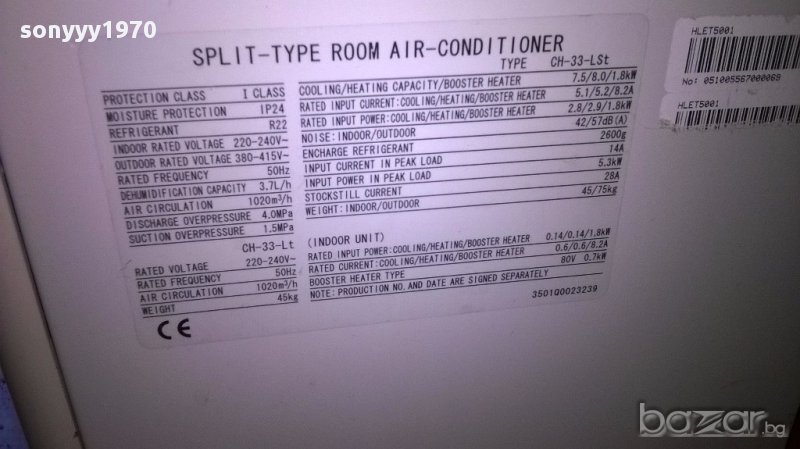 sonyyy1970
SPLIT-TYPE ROOM AIR-CONDITIONER
TYPE CH-33-LSt
PROTECTION CLASS I CLASS
MOISTURE PROTECTION IP24
REFRIGERANT R22
INDOOR RATED VOLTAGE 220-240V~
OUTDOOR RATED VOLTAGE 380-415V~
RATED FREQUENCY 50Hz
DEHUMIDIFICATION CAPACITY 3.7L/h
AIR CIRCULATION 1020m³/h
DISCHARGE OVERPRESSURE 4.0MPa
SUCTION OVERPRESSURE 1.5MPa
CH-33-Lt
RATED VOLTAGE 220-240V~
RATED FREQUENCY 50Hz
AIR CIRCULATION 1020m³/h
WEIGHT 45kg
COOLING/HEATING CAPACITY/BOOSTER HEATER 7.5/8.0/1.8kW
RATED INPUT CURRENT:COOLING/HEATING/BOOSTER HEATER 5.1/5.2/8.2A
RATED INPUT POWER:COOLING/HEATING/BOOSTER HEATER 2.8/2.9/1.8kW
NOISE:INDOOR/OUTDOOR 42/57dB(A)
ENCHARGE REFRIGERANT 2600g
INPUT CURRENT IN PEAK LOAD 14A
INPUT POWER IN PEAK LOAD 5.3kW
STOCKSTILL CURRENT 28A
WEIGHT:INDOOR/OUTDOOR 45/75kg
(INDOOR UNIT)
RATED INPUT POWER:COOLING/HEATING/BOOSTER HEATER 0.14/0.14/1.8kW
RATED CURRENT:COOLING/HEATING/BOOSTER HEATER 0.6/0.6/8.2A
BOOSTER HEATER TYPE 80V 0.7kW
NOTE:PRODUCTION NO. AND DATE ARE SIGNED SEPARATELY
350100023239
CE
HLET5001
No: 051005567000068
HLET5001
bazar.bg